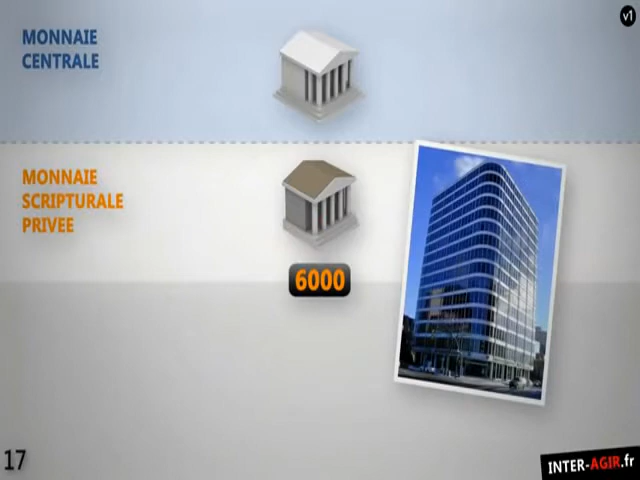 MONNAIE
CENTRALE
v1
MONNAIE
SCRIPTURALE
PRIVEE
6000
17
INTER-AGIR.fr